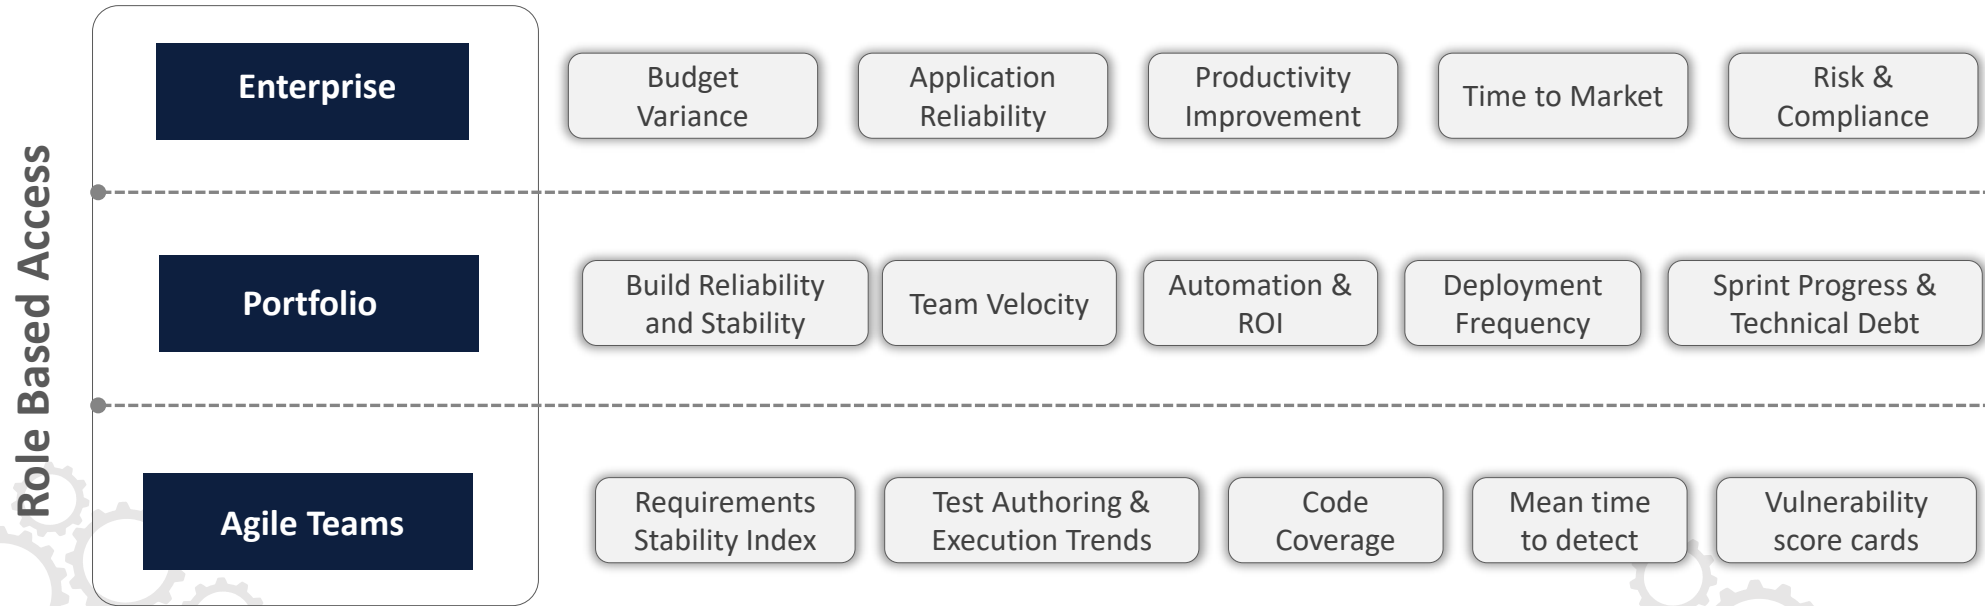 Role Based Access
Enterprise
Budget
Variance
Application
Reliability
Productivity
Improvement
Time to Market
Risk &
Compliance
Portfolio
Build Reliability
and Stability
Team Velocity
Automation &
ROI
Deployment
Frequency
Sprint Progress &
Technical Debt
Agile Teams
Requirements
Stability Index
Test Authoring &
Execution Trends
Code
Coverage
Mean time
to detect
Vulnerability
score cards